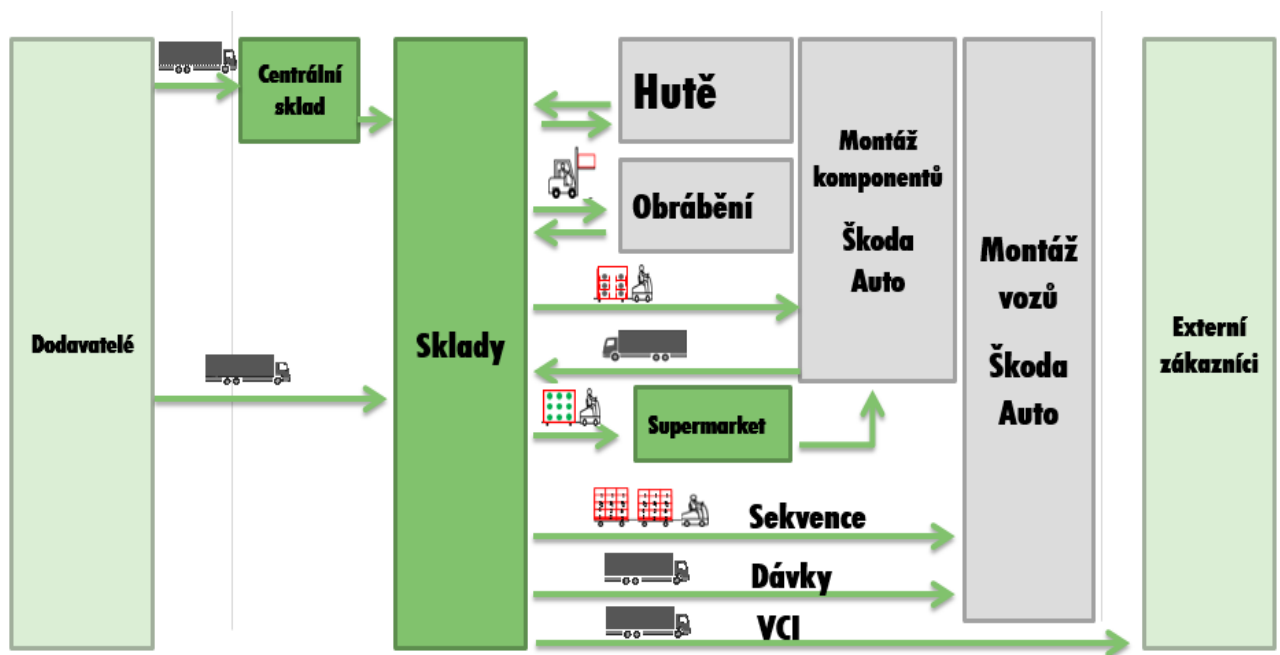 Dodavatelé
Centrální
sklad
Sklady
Hutě
Obrábění
Supermarket
Montáž
komponentů
Škoda
Auto
Montáž
vozů
Škoda
Auto
Sekvence
Dávky
VCI
Externí
zákazníci